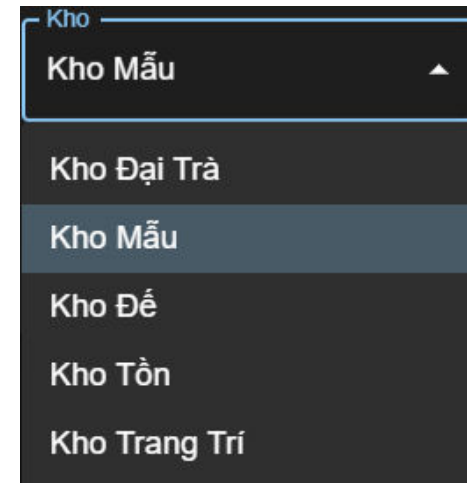 Kho
Kho Mẫu
Kho Đại Trà
Kho Mẫu
Kho Đế
Kho Tồn
Kho Trang Trí